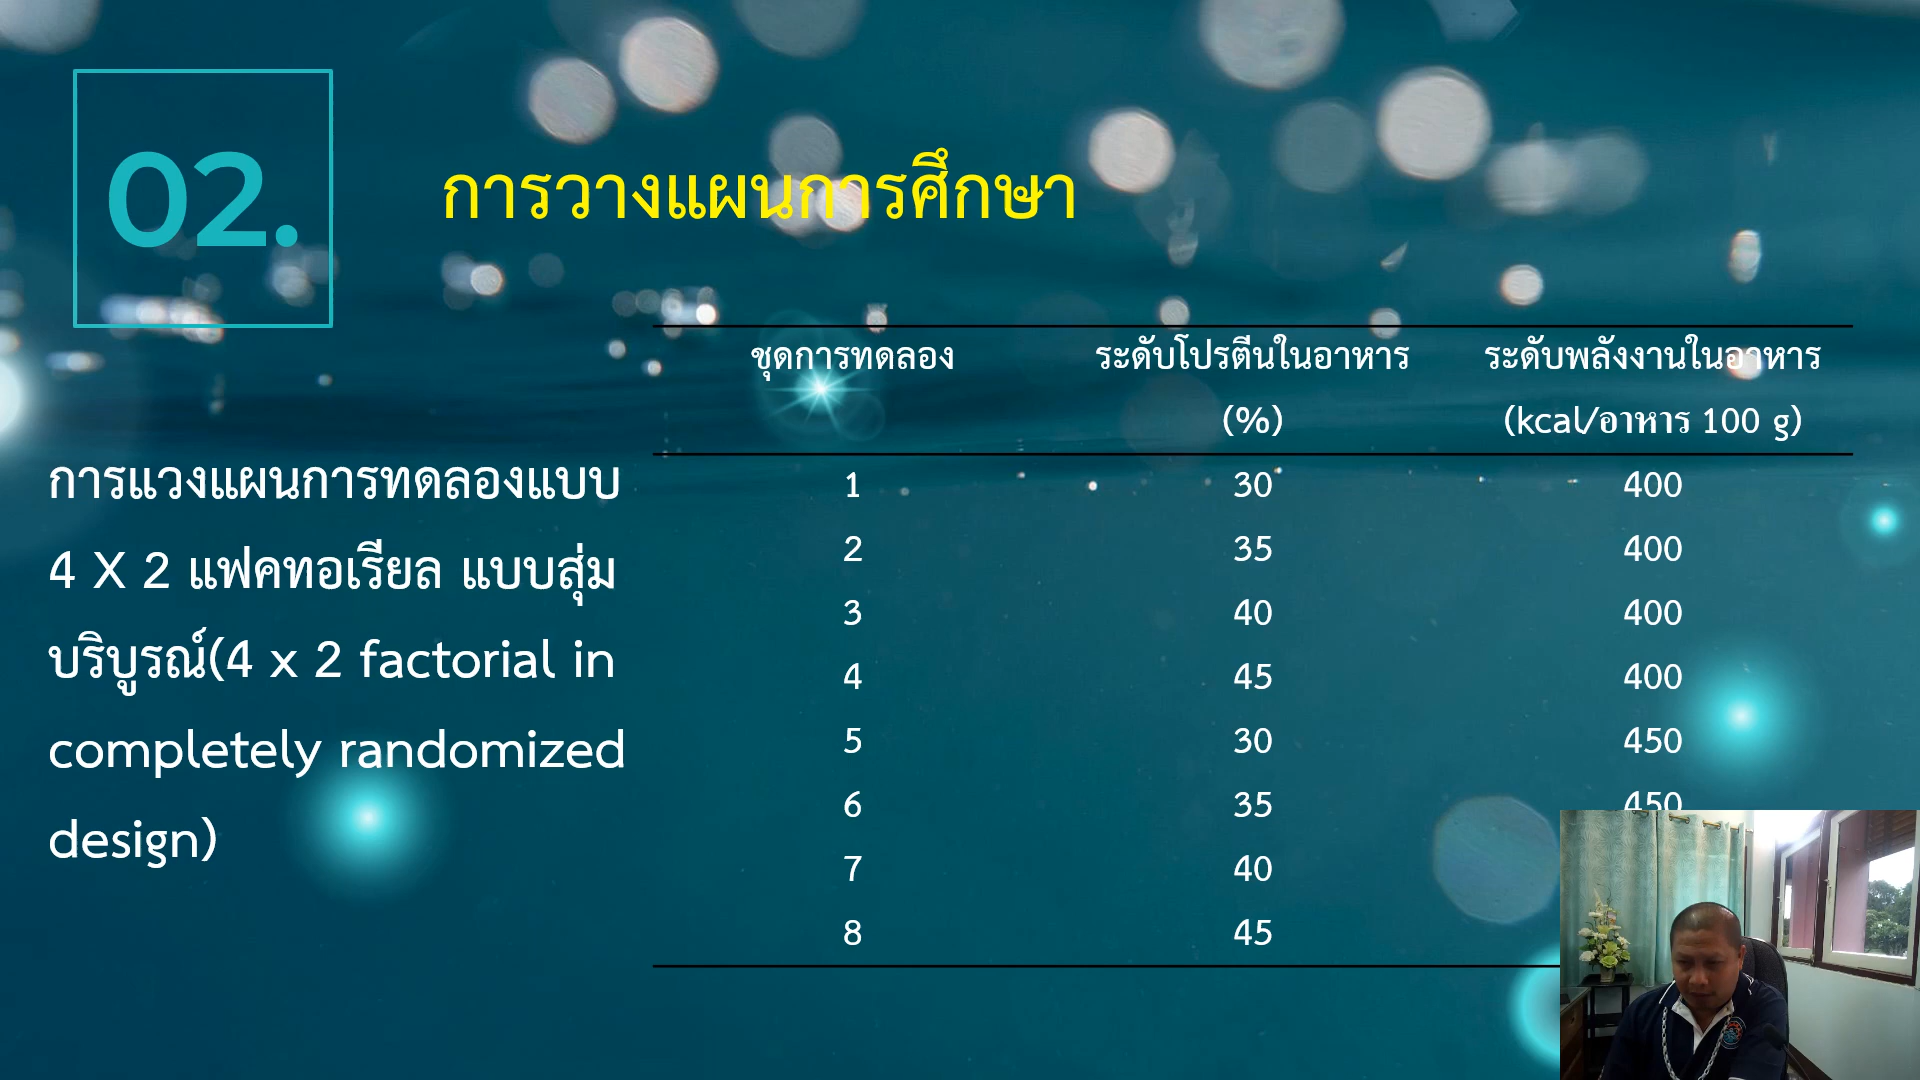 02.
การวางแผนการศึกษา
การแวงแผนการทดลองแบบ
4 X 2 แฟคทอเรียล แบบสุ่ม
บริบูรณ์(4 x 2 factorial in
completely randomized
design)
ชุดการทดลอง ระดับโปรตีนในอาหาร ระดับพลังงานในอาหาร
(%) (kcal/อาหาร 100 g)
1 30 400
2 35 400
3 40 400
4 45 400
5 30 450
6 35 450
7 40
8 45